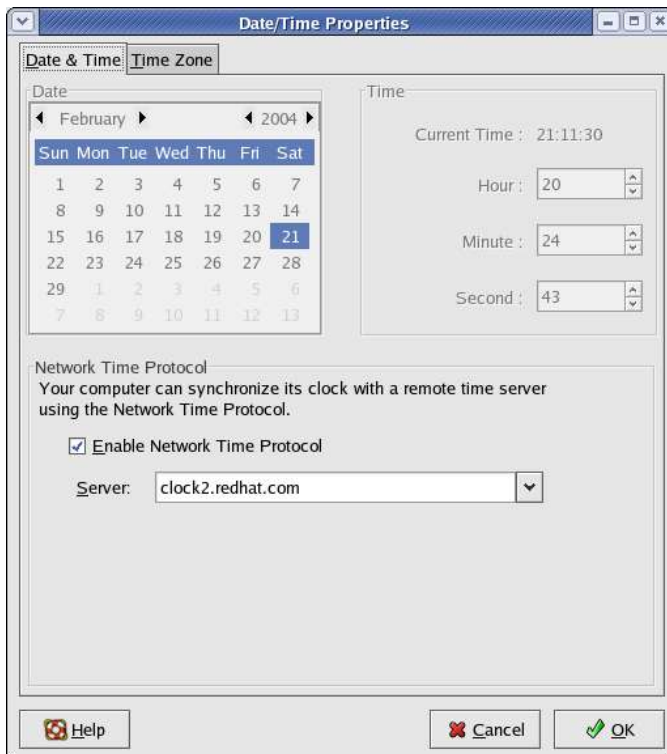 Date/Time Properties
Date & Time Time Zone
Date
February 2004
Sun Mon Tue Wed Thu Fri Sat
1 2 3 4 5 6 7
8 9 10 11 12 13 14
15 16 17 18 19 20 21
22 23 24 25 26 27 28
29 1 2 3 4 5 6
7 8 9 10 11 12 13
Time
Current Time : 21:11:30
Hour : 20
Minute : 24
Second : 43
Network Time Protocol
Your computer can synchronize its clock with a remote time server
using the Network Time Protocol.
Enable Network Time Protocol
Server: clock2.redhat.com
Help Cancel OK